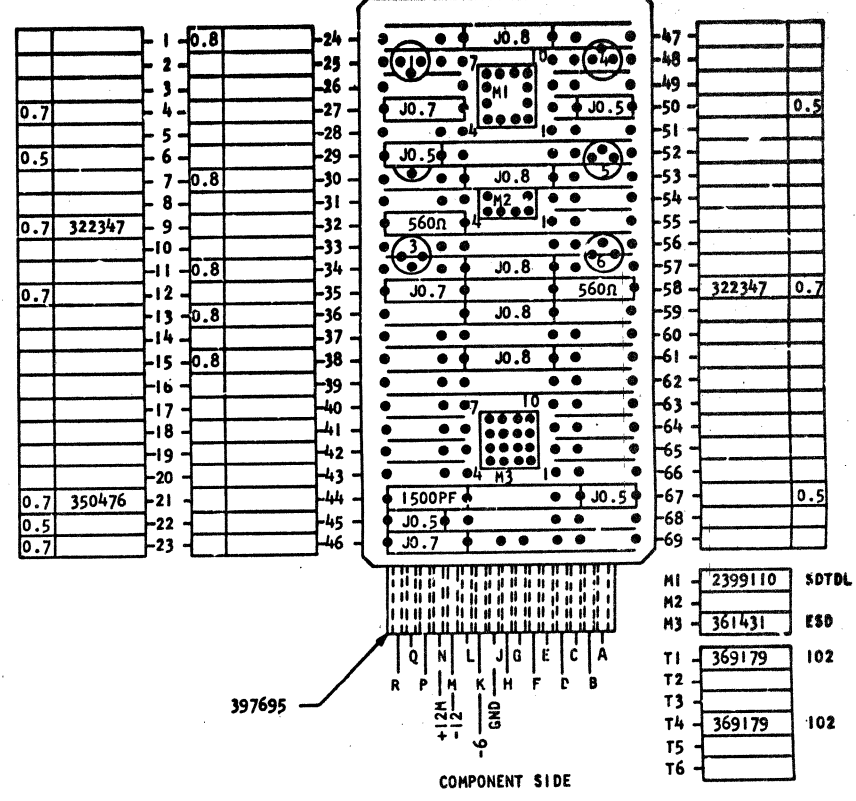 1 0.8 24 J0.8 47
2 25 1 7 10 4 48
3 26 M1 49
0.7 4 27 J0.7 J0.5 50 0.5
5 28 4 1 51
0.5 6 29 J0.5 52
7 0.8 30 J0.8 5 53
8 31 M2 54
0.7 322347 9 32 560Ω 4 1 55
10 33 3 56
11 0.8 34 J0.8 6 57
0.7 12 35 J0.7 560Ω 58 322347 0.7
13 0.8 36 J0.8 59
14 37 60
15 0.8 38 J0.8 61
16 39 62
17 40 7 10 63
18 41 64
19 42 65
20 43 4 M3 1 66
0.7 350476 21 44 1500PF J0.5 67 0.5
0.5 22 45 J0.5 68
0.7 23 46 J0.7 69
M1 2399110 SDTDL
M2
M3 361431 ESD
T1 369179 102
T2
T3
T4 369179 102
T5
T6
Q N L J G E C A
R P M K H F D B
+12M
-12
-6
GND
397695
COMPONENT SIDE